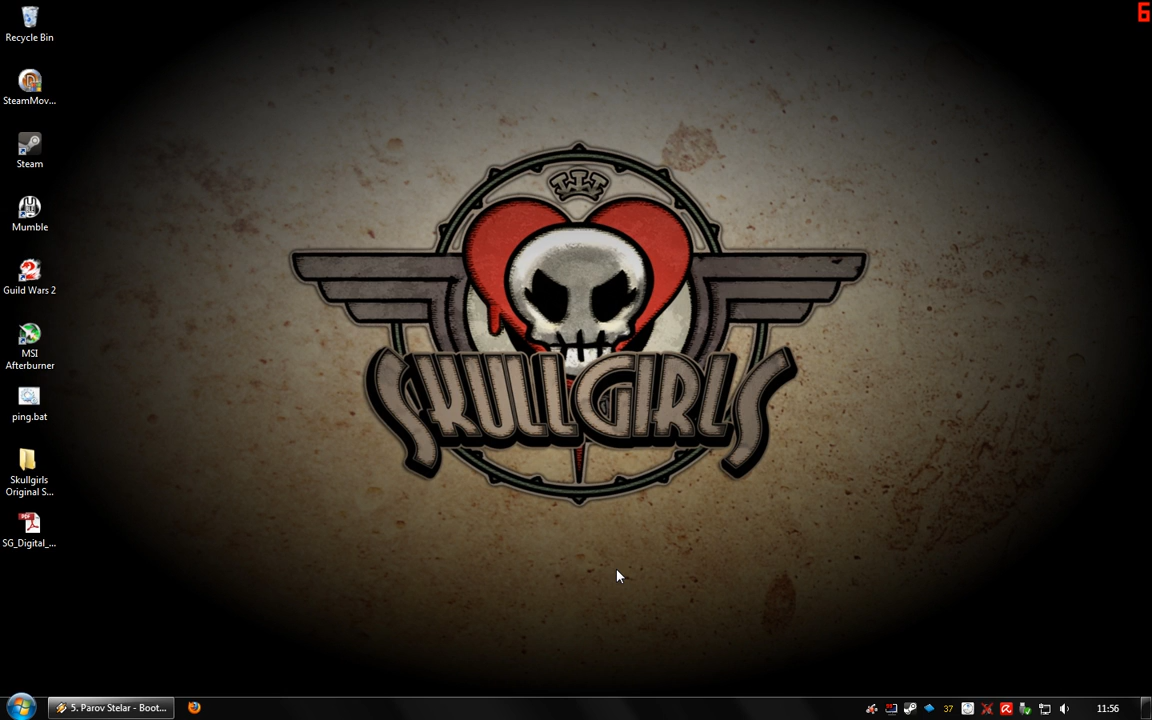 6
Recycle Bin
SteamMov...
Steam
Mumble
Guild Wars 2
MSI
Afterburner
ping.bat
Skullgirls
Original S...
SG_Digital_...
SKULLGIRLS
5. Parov Stelar - Boot...
37
11:56